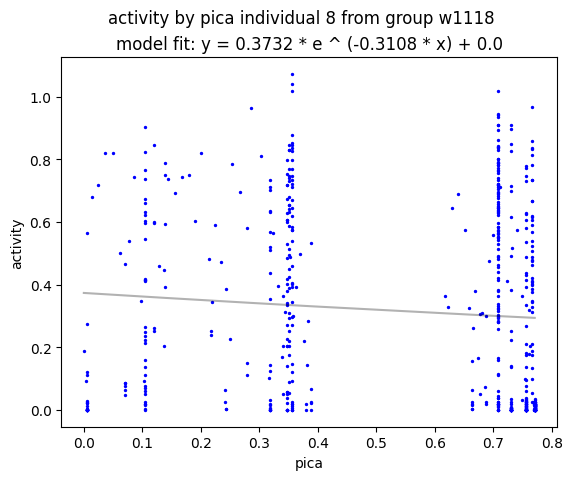 activity by pica individual 8 from group w1118
model fit: y = 0.3732 * e ^ (-0.3108 * x) + 0.0
1.0
0.8
0.6
0.4
0.2
0.0
activity
0.0 0.1 0.2 0.3 0.4 0.5 0.6 0.7 0.8
pica